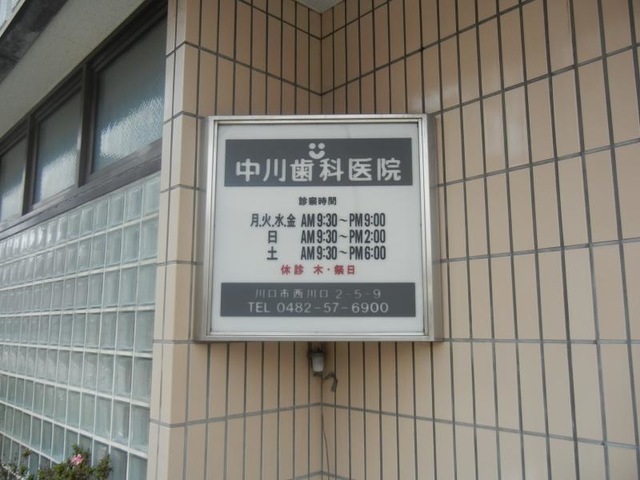 中川歯科医院
診察時間
月,火,水,金 AM9:30～PM9:00
日 AM9:30～PM2:00
土 AM9:30～PM6:00
休診 木・祭日
川口市西川口 2-5-9
TEL 0482-57-6900